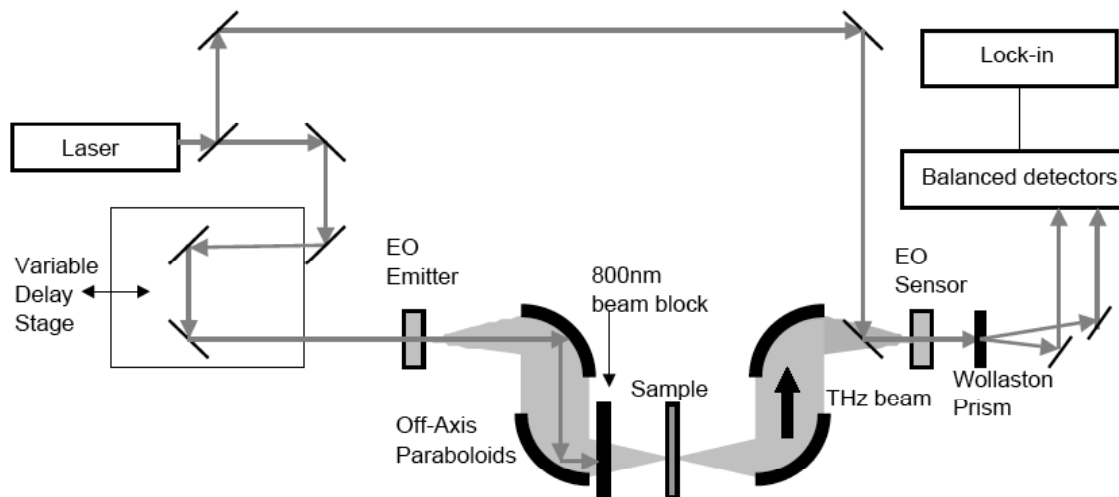 Lock-in
Laser
Balanced detectors
Variable
Delay
Stage
EO
Emitter
800nm
beam block
EO
Sensor
Sample
Off-Axis
Paraboloids
THz beam
Wollaston
Prism